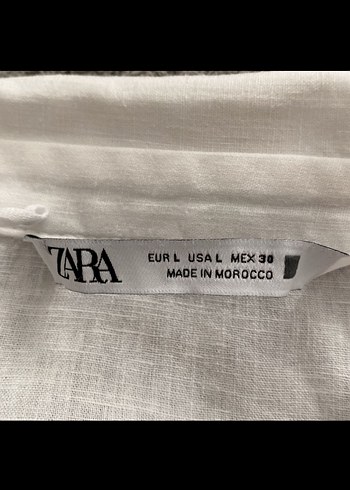 ZARA
EUR L USA L MEX 30
MADE IN MOROCCO